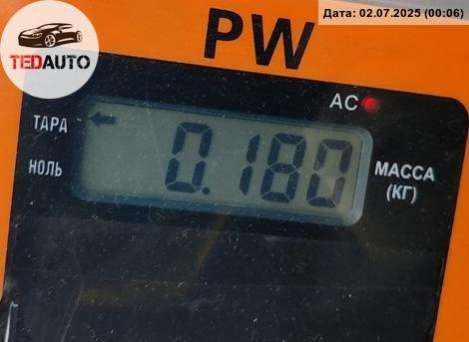 Дата: 02.07.2025 (00:06)
TEDAUTO
PW
AC
ТАРА
0.180
НОЛЬ
МАССА
(КГ)